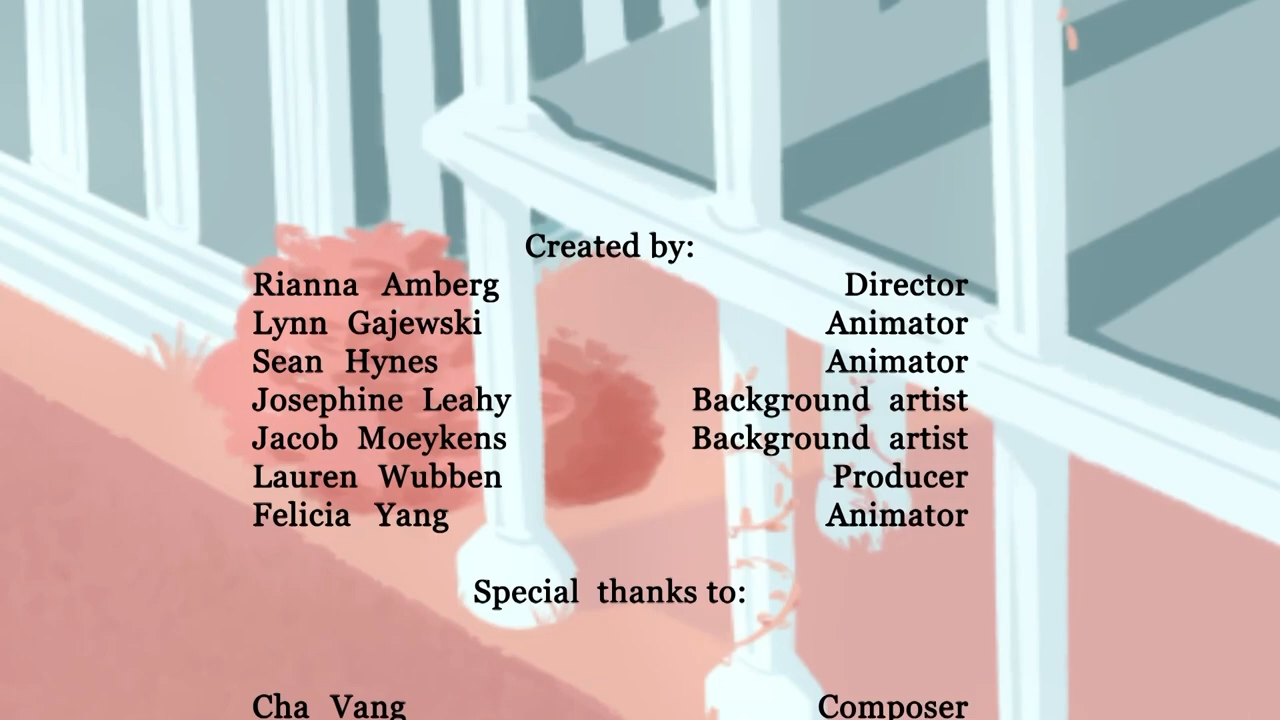 Created by:
Rianna Amberg Director
Lynn Gajewski Animator
Sean Hynes Animator
Josephine Leahy Background artist
Jacob Moeykens Background artist
Lauren Wubben Producer
Felicia Yang Animator
Special thanks to:
Cha Vang Composer